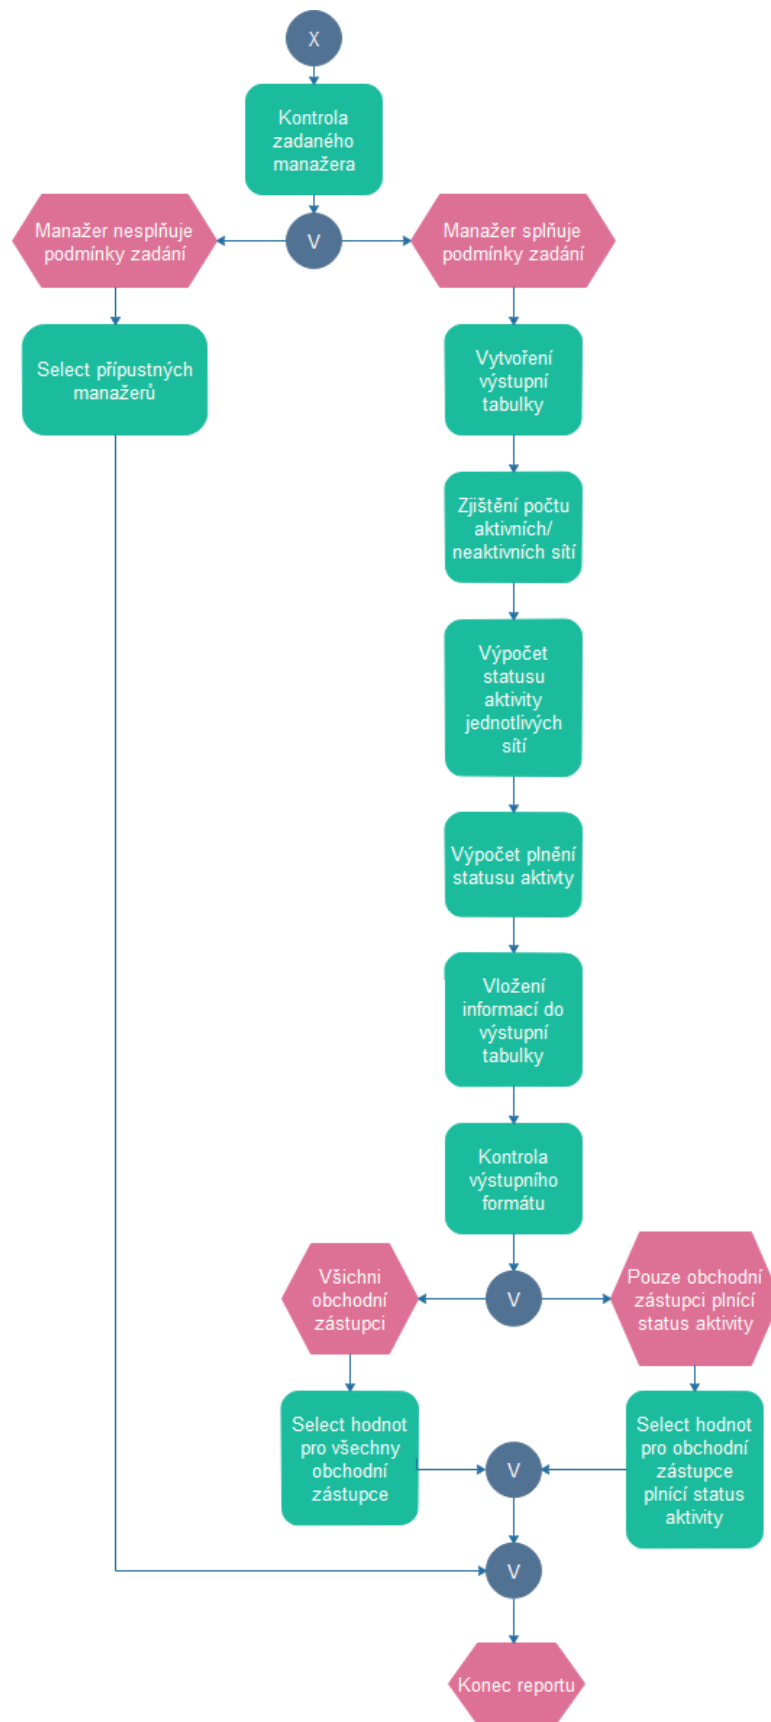 X
Kontrola
zadaného
manažera
V
Manažer nesplňuje
podmínky zadání
Manažer splňuje
podmínky zadání
Select přípustných
manažerů
Vytvoření
výstupní
tabulky
Zjištění počtu
aktivních/
neaktivních sítí
Výpočet
statusu
aktivity
jednotlivých
sítí
Výpočet plnění
statusu aktivty
Vložení
informací do
výstupní
tabulky
Kontrola
výstupního
formátu
V
Všichni
obchodní
zástupci
Pouze obchodní
zástupci plnící
status aktivity
Select hodnot
pro všechny
obchodní
zástupce
Select hodnot
pro obchodní
zástupce
plnící status
aktivity
V
V
Konec reportu